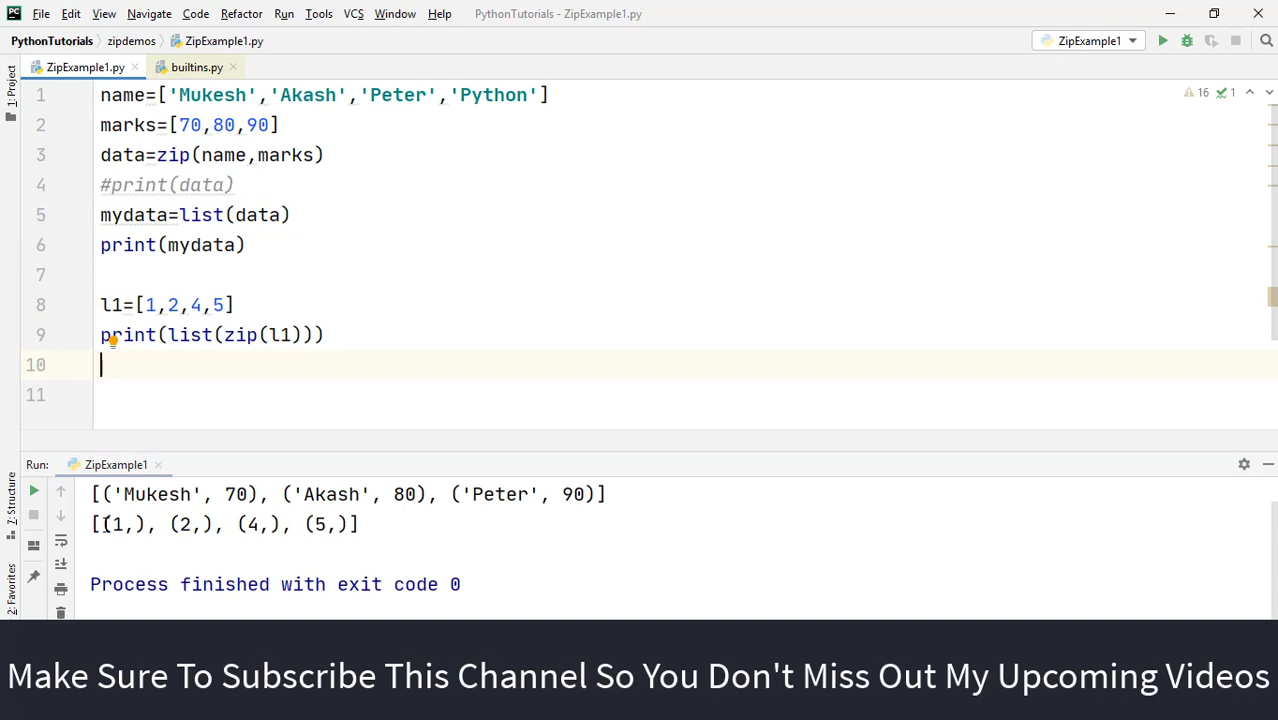 File Edit View Navigate Code Refactor Run Tools VCS Window Help PythonTutorials - ZipExample1.py
PythonTutorials zipdemos ZipExample1.py ZipExample1
ZipExample1.py builtins.py
1: Project
1 name=['Mukesh','Akash','Peter','Python'] 16 1
2 marks=[70,80,90]
3 data=zip(name,marks)
4 #print(data)
5 mydata=list(data)
6 print(mydata)
7
8 l1=[1,2,4,5]
9 print(list(zip(l1)))
10
11
Run: ZipExample1
[('Mukesh', 70), ('Akash', 80), ('Peter', 90)]
[(1,), (2,), (4,), (5,)]
Process finished with exit code 0
Z: Structure
2: Favorites
Make Sure To Subscribe This Channel So You Don't Miss Out My Upcoming Videos